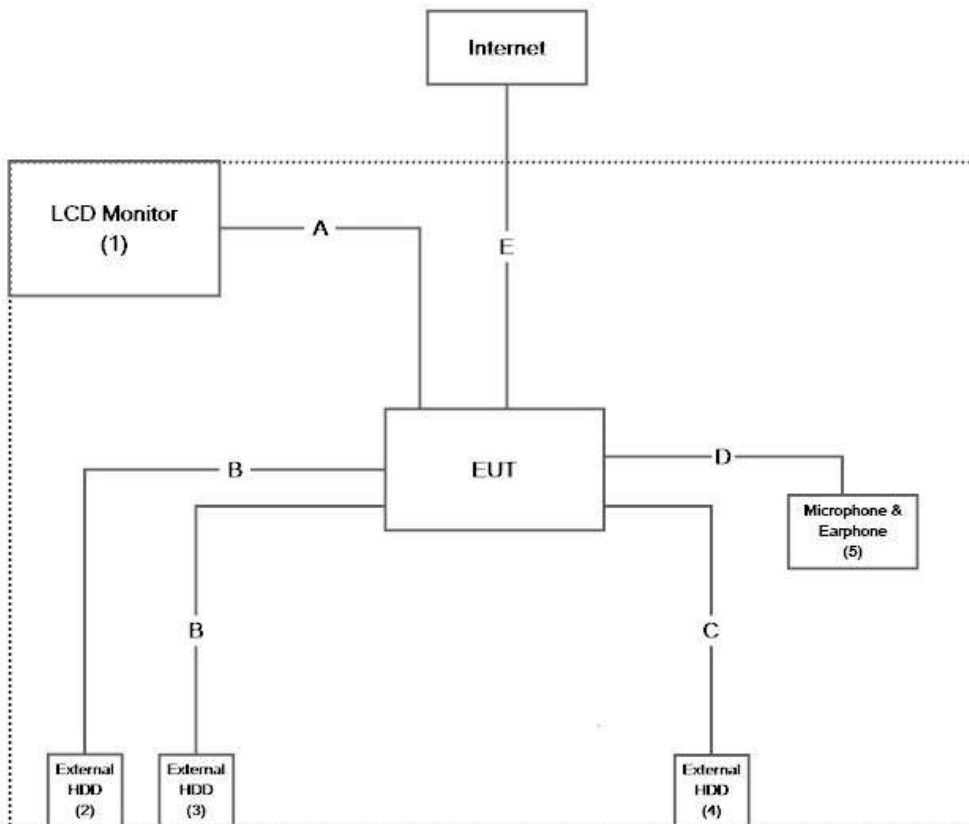 Internet
LCD Monitor
(1)
A
E
EUT
B
D
Microphone &
Earphone
(5)
B
C
External
HDD
(2)
External
HDD
(3)
External
HDD
(4)